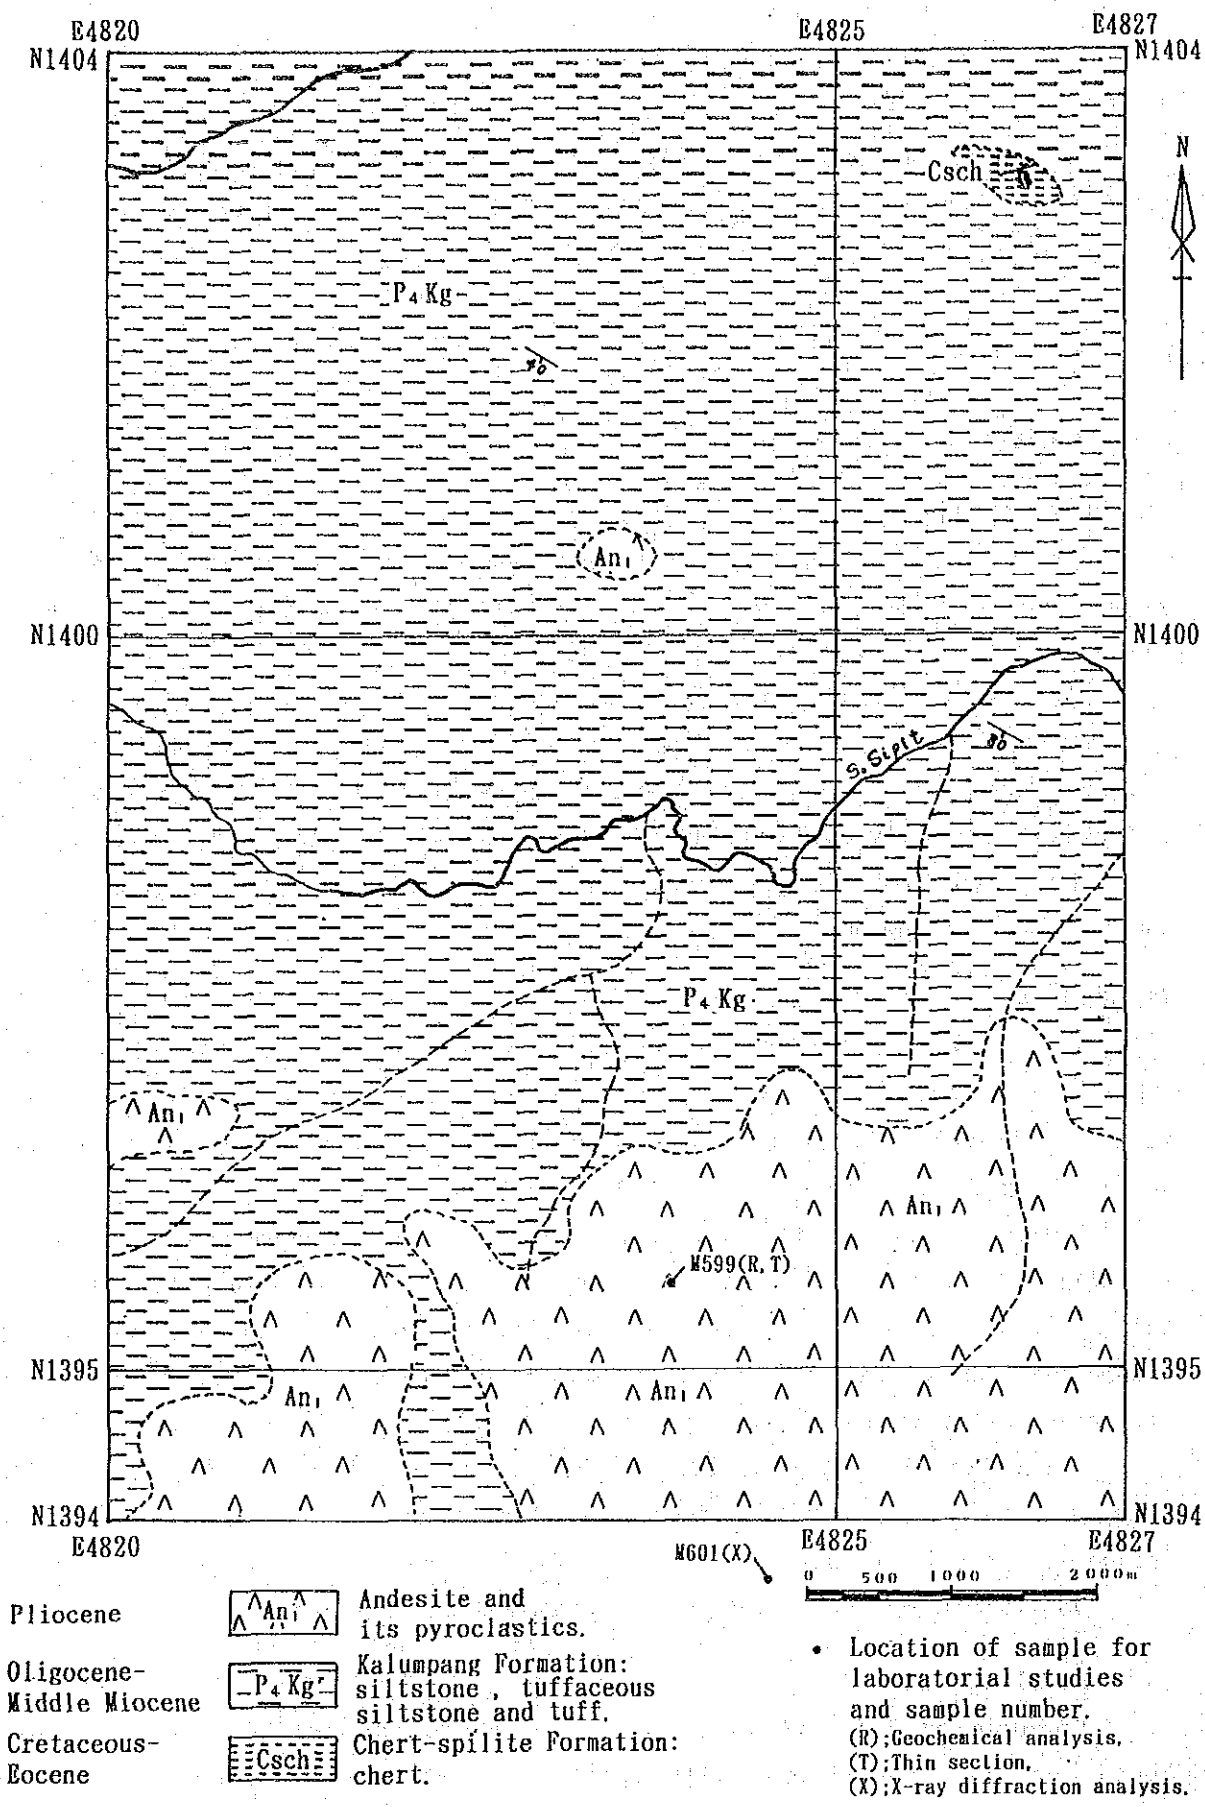 E4820 E4825 E4827
N1404 N1404
N
Csch
P₄ Kg
40
An₁
N1400 N1400
S. Sipit
80
P₄ Kg
An₁
An₁
M599(R,T)
N1395 N1395
An₁ An₁
N1394 N1394
E4820 E4825 E4827
M601(X)
0 500 1000 2000m
Pliocene An₁ Andesite and
its pyroclastics.
Oligocene-
Middle Miocene P₄ Kg Kalumpang Formation:
siltstone , tuffaceous
siltstone and tuff.
Cretaceous-
Eocene Csch Chert-spilite Formation:
chert.
• Location of sample for
laboratorial studies
and sample number.
(R);Geochemical analysis,
(T);Thin section,
(X);X-ray diffraction analysis.